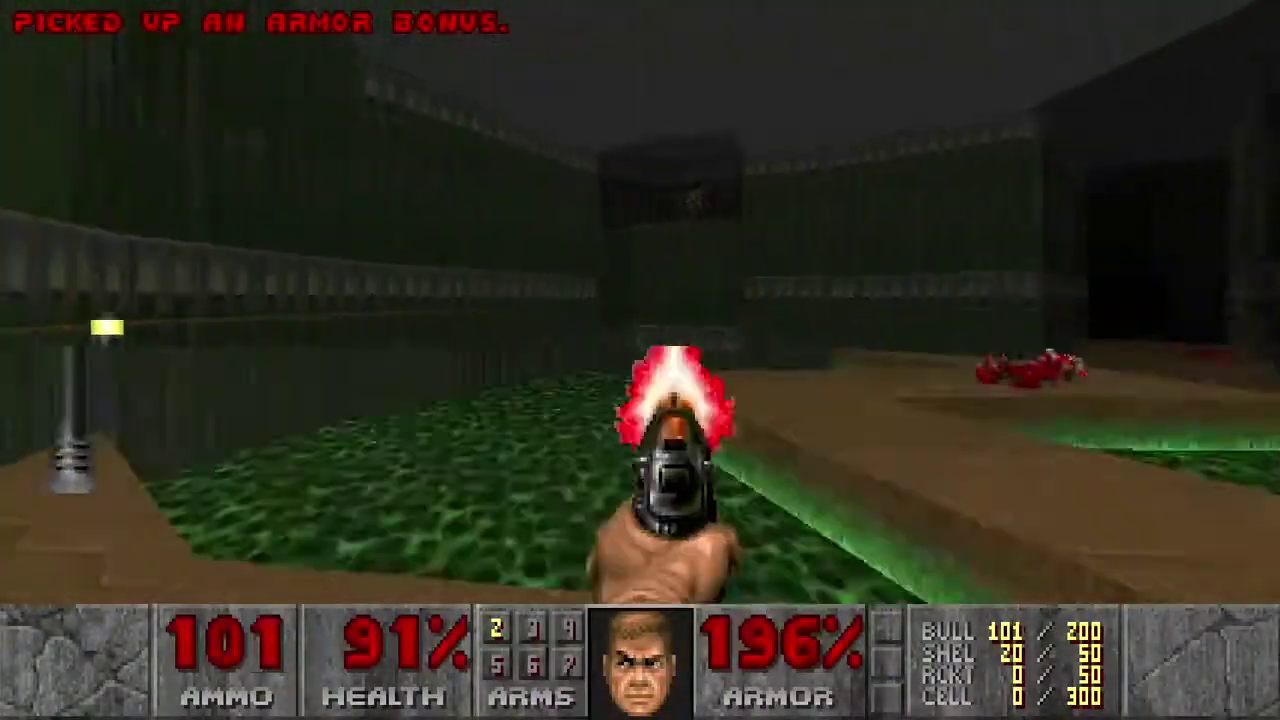 PICKED UP AN ARMOR BONUS.
101 91% 2 3 4 196% BULL 101 / 200
5 6 7 SHEL 20 / 50
RCKT 0 / 50
AMMO HEALTH ARMS ARMOR CELL 0 / 300